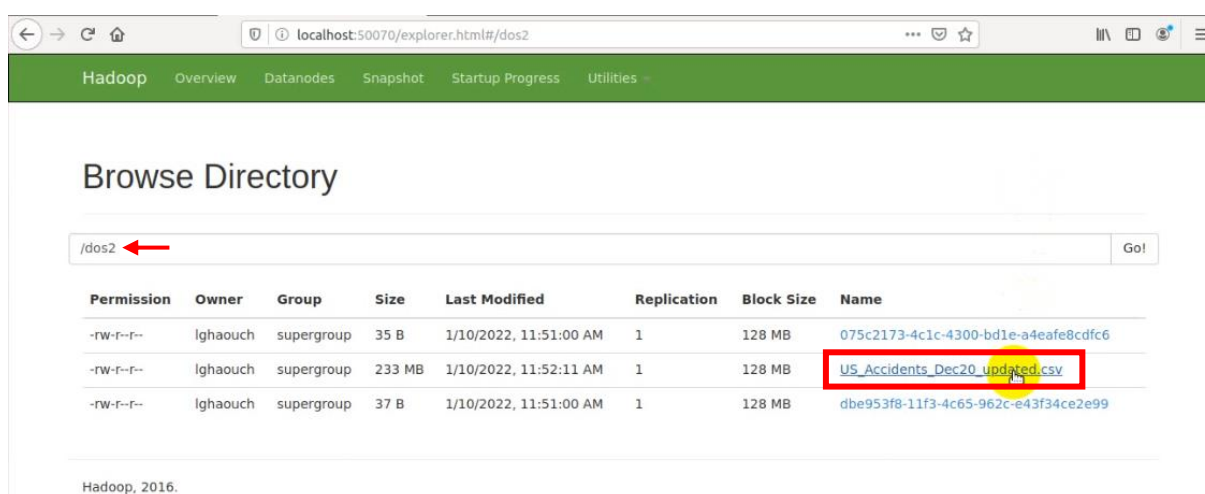 localhost:50070/explorer.html#/dos2
Hadoop Overview Datanodes Snapshot Startup Progress Utilities
Browse Directory
/dos2 Go!
Permission Owner Group Size Last Modified Replication Block Size Name
-rw-r--r-- lghaouch supergroup 35 B 1/10/2022, 11:51:00 AM 1 128 MB 075c2173-4c1c-4300-bd1e-a4eafe8cdfc6
-rw-r--r-- lghaouch supergroup 233 MB 1/10/2022, 11:52:11 AM 1 128 MB US_Accidents_Dec20_updated.csv
-rw-r--r-- lghaouch supergroup 37 B 1/10/2022, 11:51:00 AM 1 128 MB dbe953f8-11f3-4c65-962c-e43f34ce2e99
Hadoop, 2016.